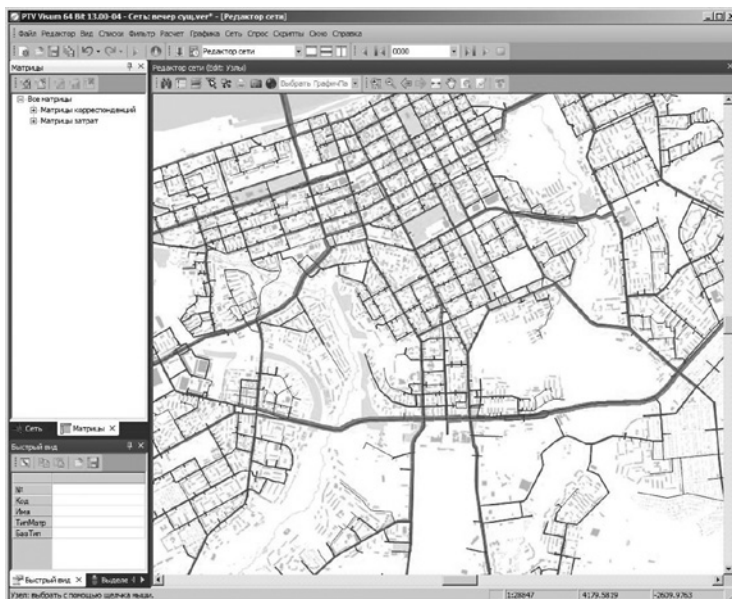 PTV Visum 64 Bit 13.00-04 - Сеть: вечер сущ.ver* - [Редактор сети]
Файл Редактор Вид Списки Фильтр Расчет Графика Сеть Спрос Скрипты Окно Справка
Редактор сети
0000
Матрицы
Все матрицы
Матрицы корреспонденций
Матрицы затрат
Редактор сети (Edit: Узлы)
Выбрать ГрафичПа
Сеть
Матрицы
Быстрый вид
№
Код
Имя
ТипМатр
БазТип
Быстрый вид
Выделе
Узел: выбрать с помощью щелчка мыши.
1:28847
4179.5819
-2609.9763